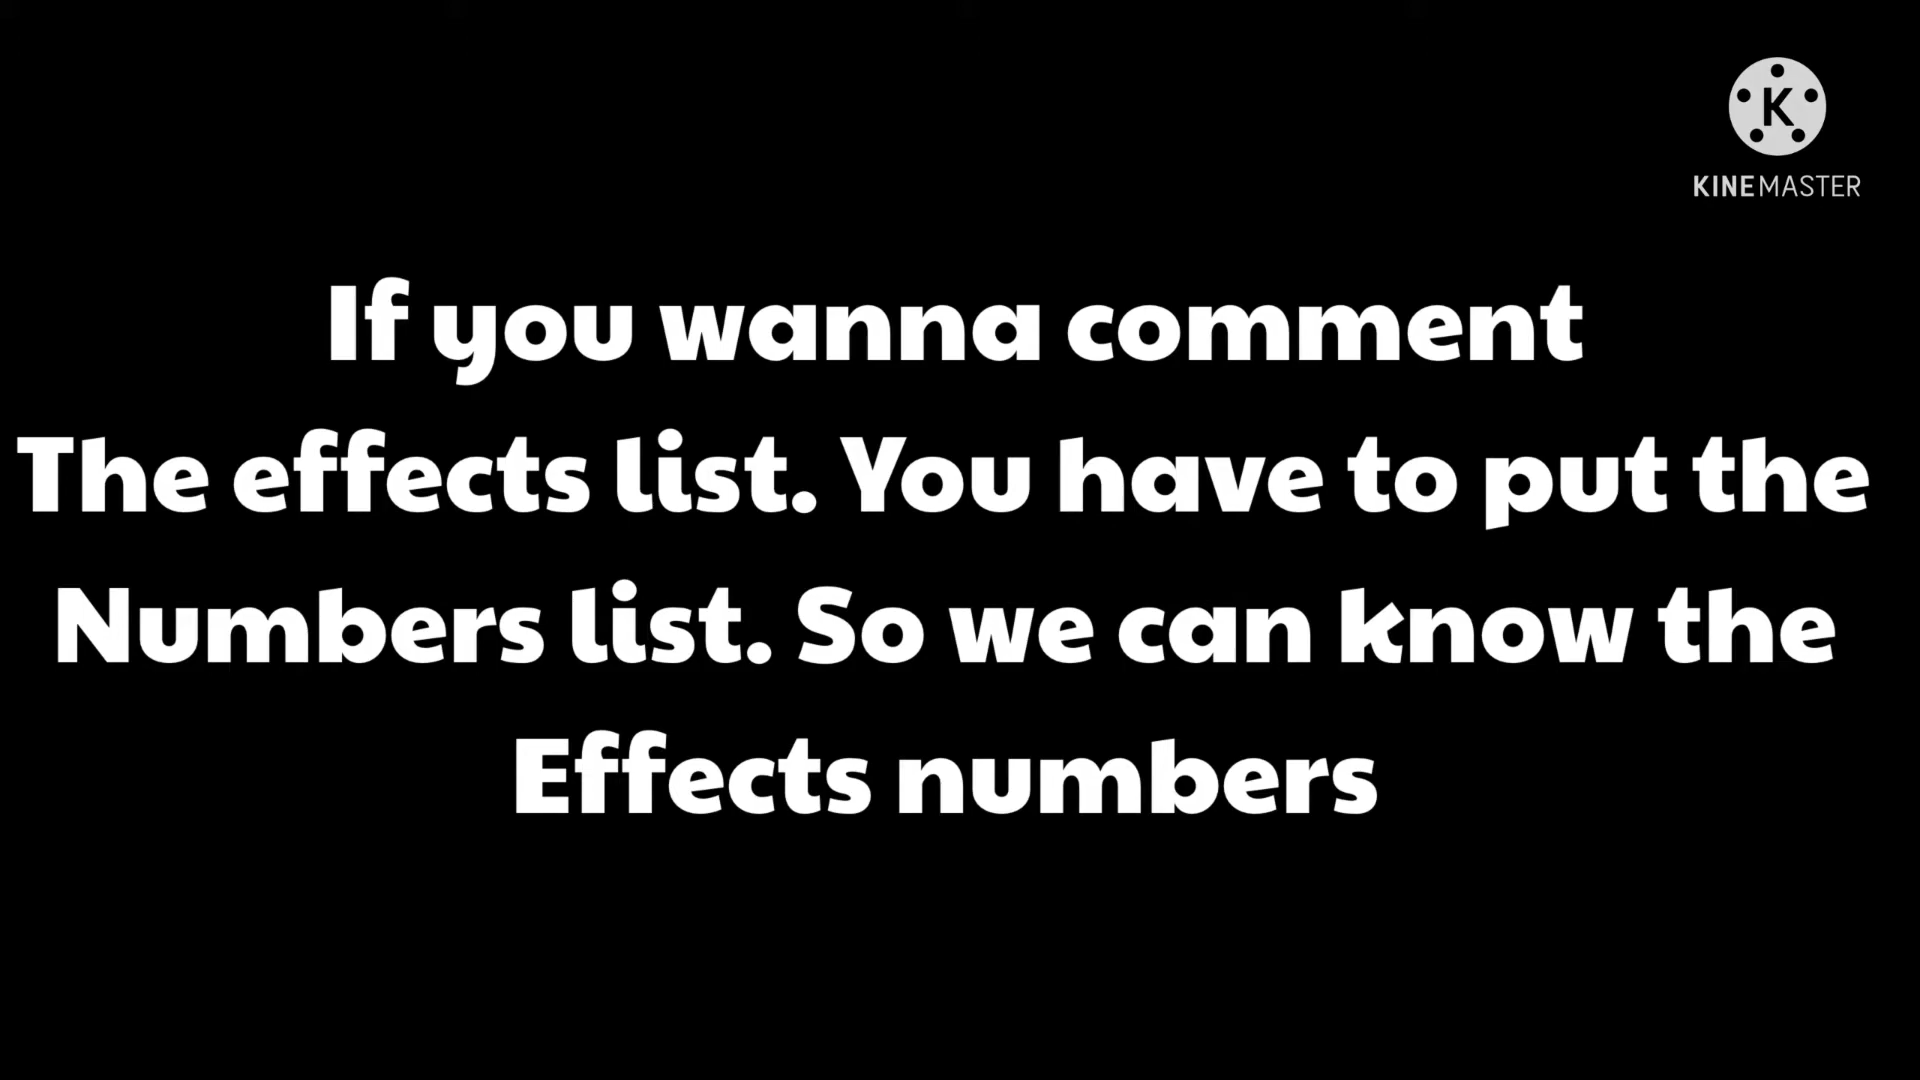 K
KINEMASTER
If you wanna comment
The effects list. You have to put the
Numbers list. So we can know the
Effects numbers